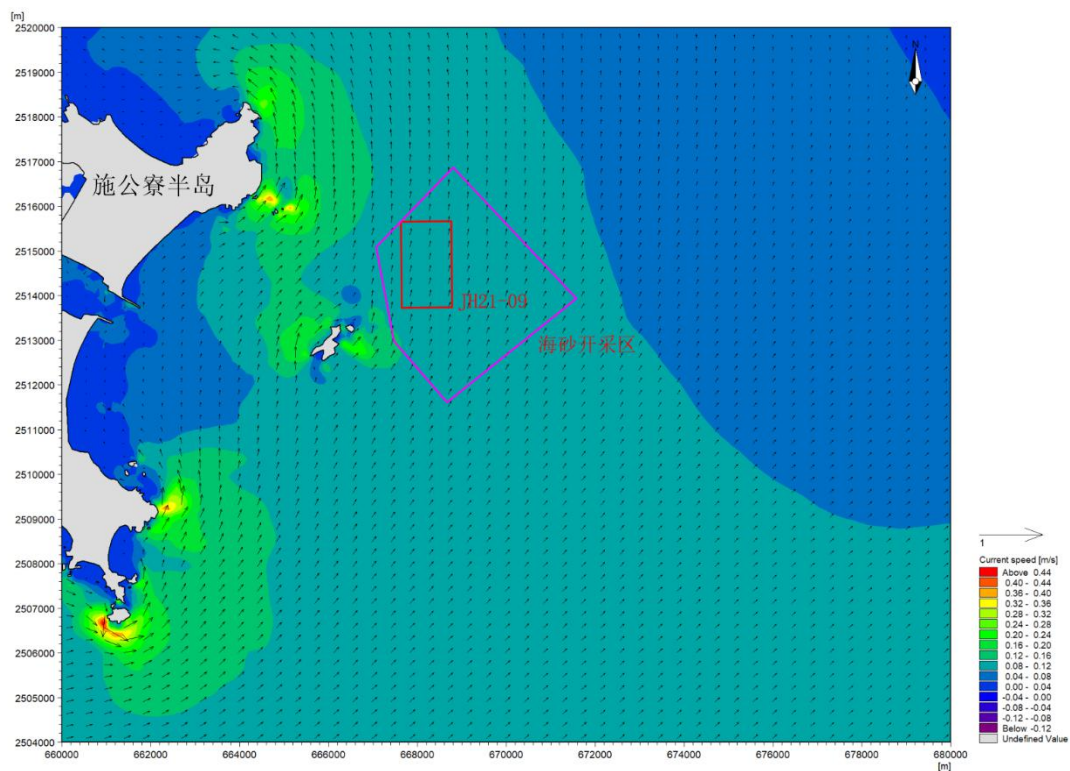 [m]
2520000
2519000
2518000
2517000
2516000
2515000
2514000
2513000
2512000
2511000
2510000
2509000
2508000
2507000
2506000
2505000
2504000
660000 662000 664000 666000 668000 670000 672000 674000 676000 678000 680000
[m]
N
施公寮半岛
JH21-09
海砂开采区
1
Current speed [m/s]
Above 0.44
0.40 - 0.44
0.36 - 0.40
0.32 - 0.36
0.28 - 0.32
0.24 - 0.28
0.20 - 0.24
0.16 - 0.20
0.12 - 0.16
0.08 - 0.12
0.04 - 0.08
0.00 - 0.04
-0.04 - 0.00
-0.08 - -0.04
-0.12 - -0.08
Below -0.12
Undefined Value